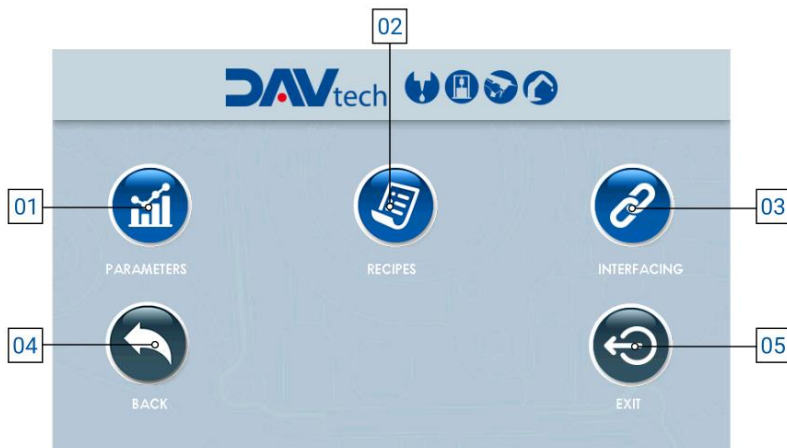 02
DAVtech
01
03
PARAMETERS
RECIPES
INTERFACING
04
05
BACK
EXIT